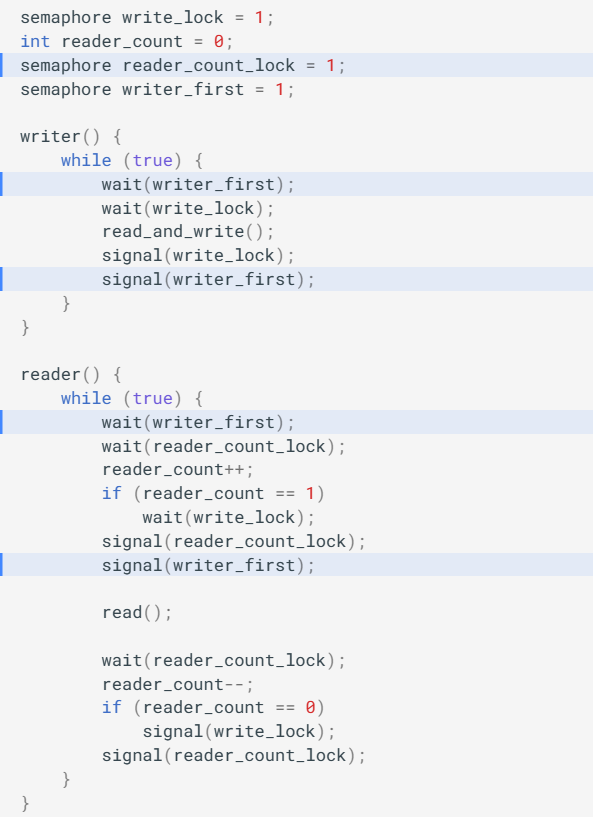 semaphore write_lock = 1;
int reader_count = 0;
semaphore reader_count_lock = 1;
semaphore writer_first = 1;

writer() {
    while (true) {
        wait(writer_first);
        wait(write_lock);
        read_and_write();
        signal(write_lock);
        signal(writer_first);
    }
}

reader() {
    while (true) {
        wait(writer_first);
        wait(reader_count_lock);
        reader_count++;
        if (reader_count == 1)
            wait(write_lock);
        signal(reader_count_lock);
        signal(writer_first);

        read();

        wait(reader_count_lock);
        reader_count--;
        if (reader_count == 0)
            signal(write_lock);
        signal(reader_count_lock);
    }
}